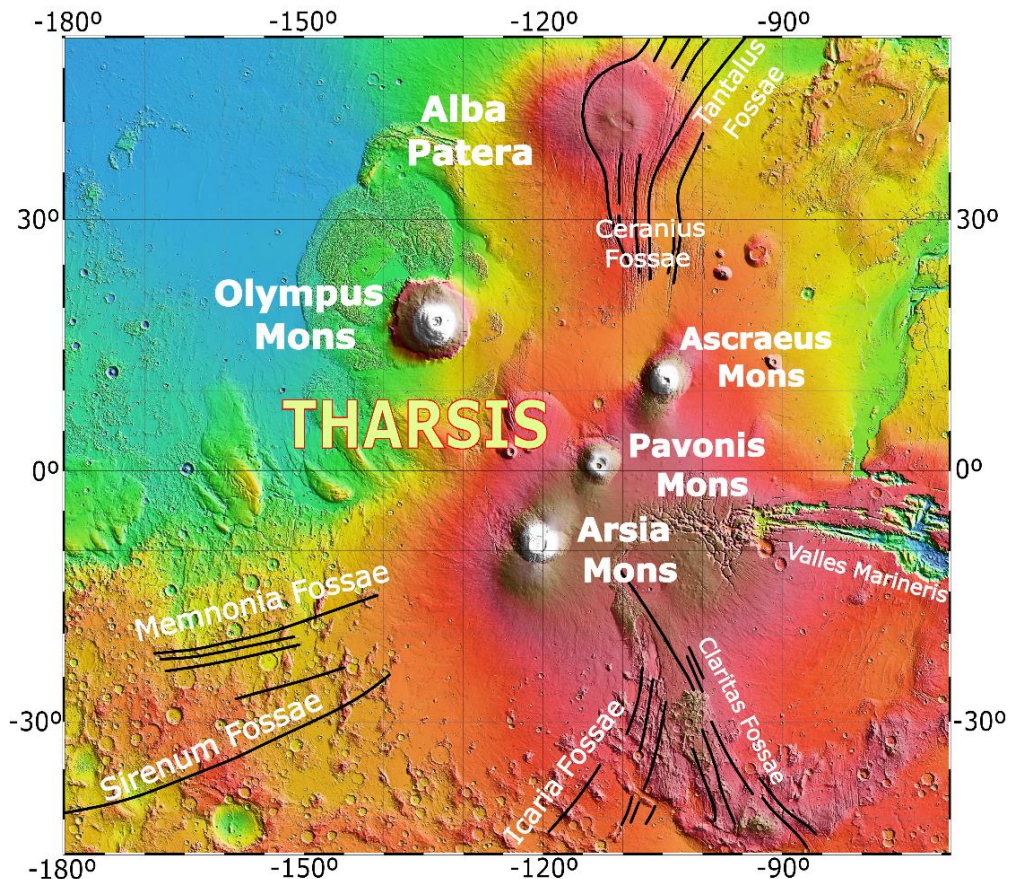 -180º -150º -120º -90º
Alba
Patera
Tantalus
Fossae
30º 30º
Ceranius
Fossae
Olympus
Mons
Ascraeus
Mons
THARSIS
Pavonis
Mons
0º 0º
Arsia
Mons
Valles Marineris
Memnonia Fossae
Claritas Fossae
-30º -30º
Sirenum Fossae
Icaria Fossae
-180º -150º -120º -90º